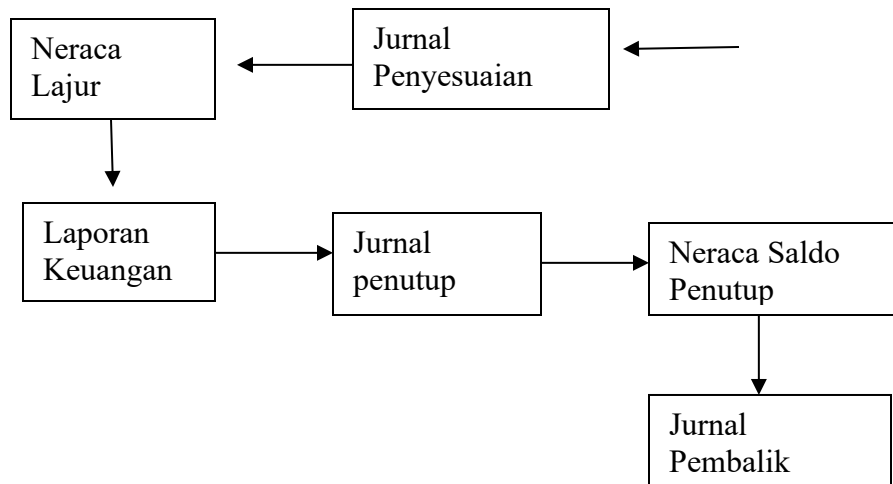 Neraca
Lajur
Jurnal
Penyesuaian
Laporan
Keuangan
Jurnal
penutup
Neraca Saldo
Penutup
Jurnal
Pembalik